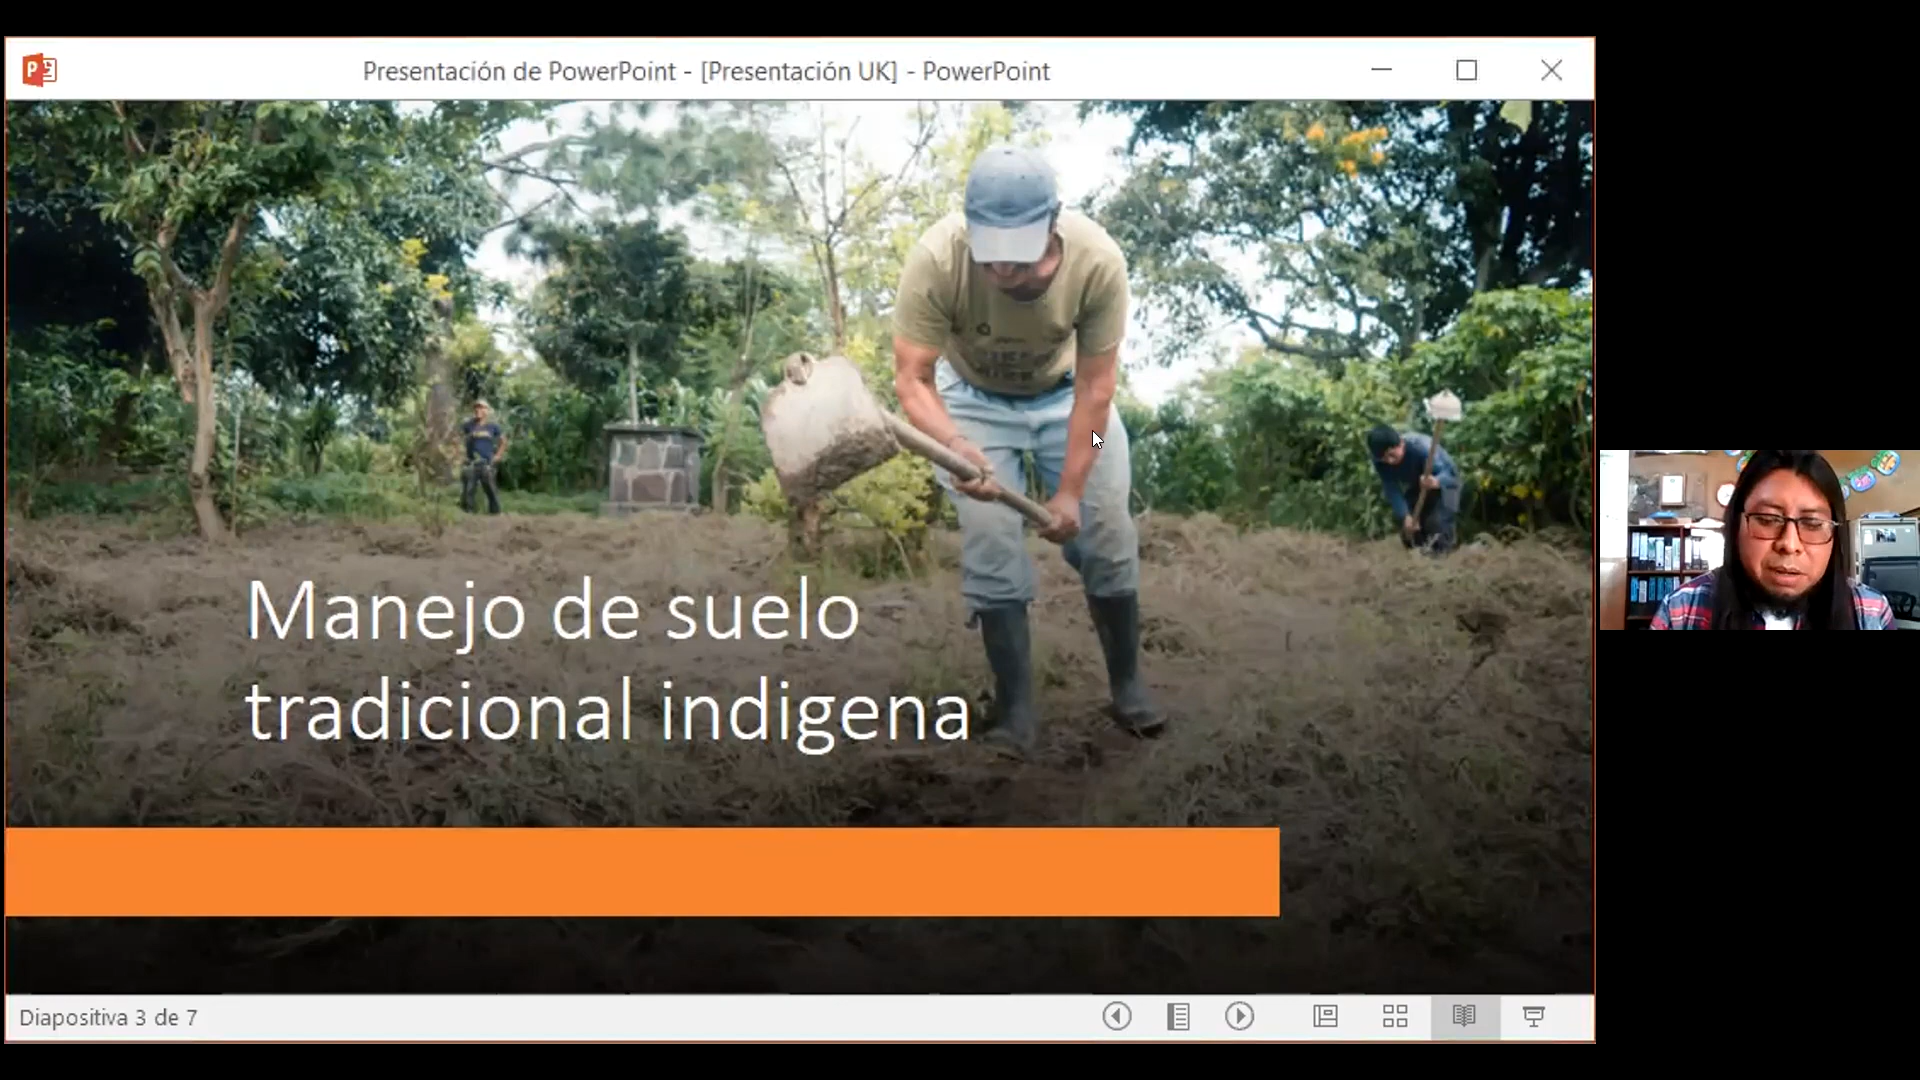 Presentación de PowerPoint - [Presentación UK] - PowerPoint
Manejo de suelo
tradicional indigena
Diapositiva 3 de 7